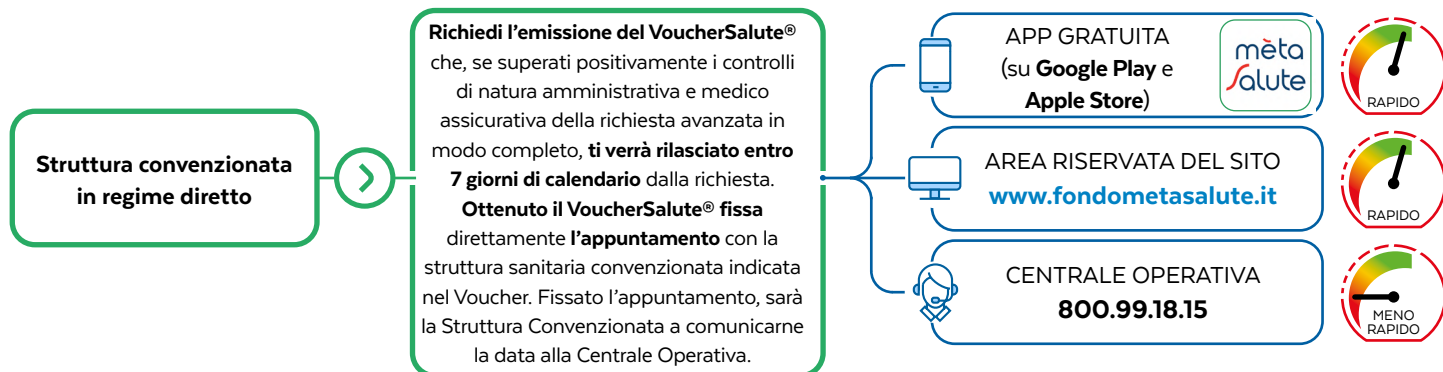 Struttura convenzionata
in regime diretto
Richiedi l’emissione del VoucherSalute®
che, se superati positivamente i controlli
di natura amministrativa e medico
assicurativa della richiesta avanzata in
modo completo, ti verrà rilasciato entro
7 giorni di calendario dalla richiesta.
Ottenuto il VoucherSalute® fissa
direttamente l’appuntamento con la
struttura sanitaria convenzionata indicata
nel Voucher. Fissato l’appuntamento, sarà
la Struttura Convenzionata a comunicarne
la data alla Centrale Operativa.
APP GRATUITA
(su Google Play e
Apple Store)
mèta
Salute
RAPIDO
AREA RISERVATA DEL SITO
www.fondometasalute.it
RAPIDO
CENTRALE OPERATIVA
800.99.18.15
MENO
RAPIDO